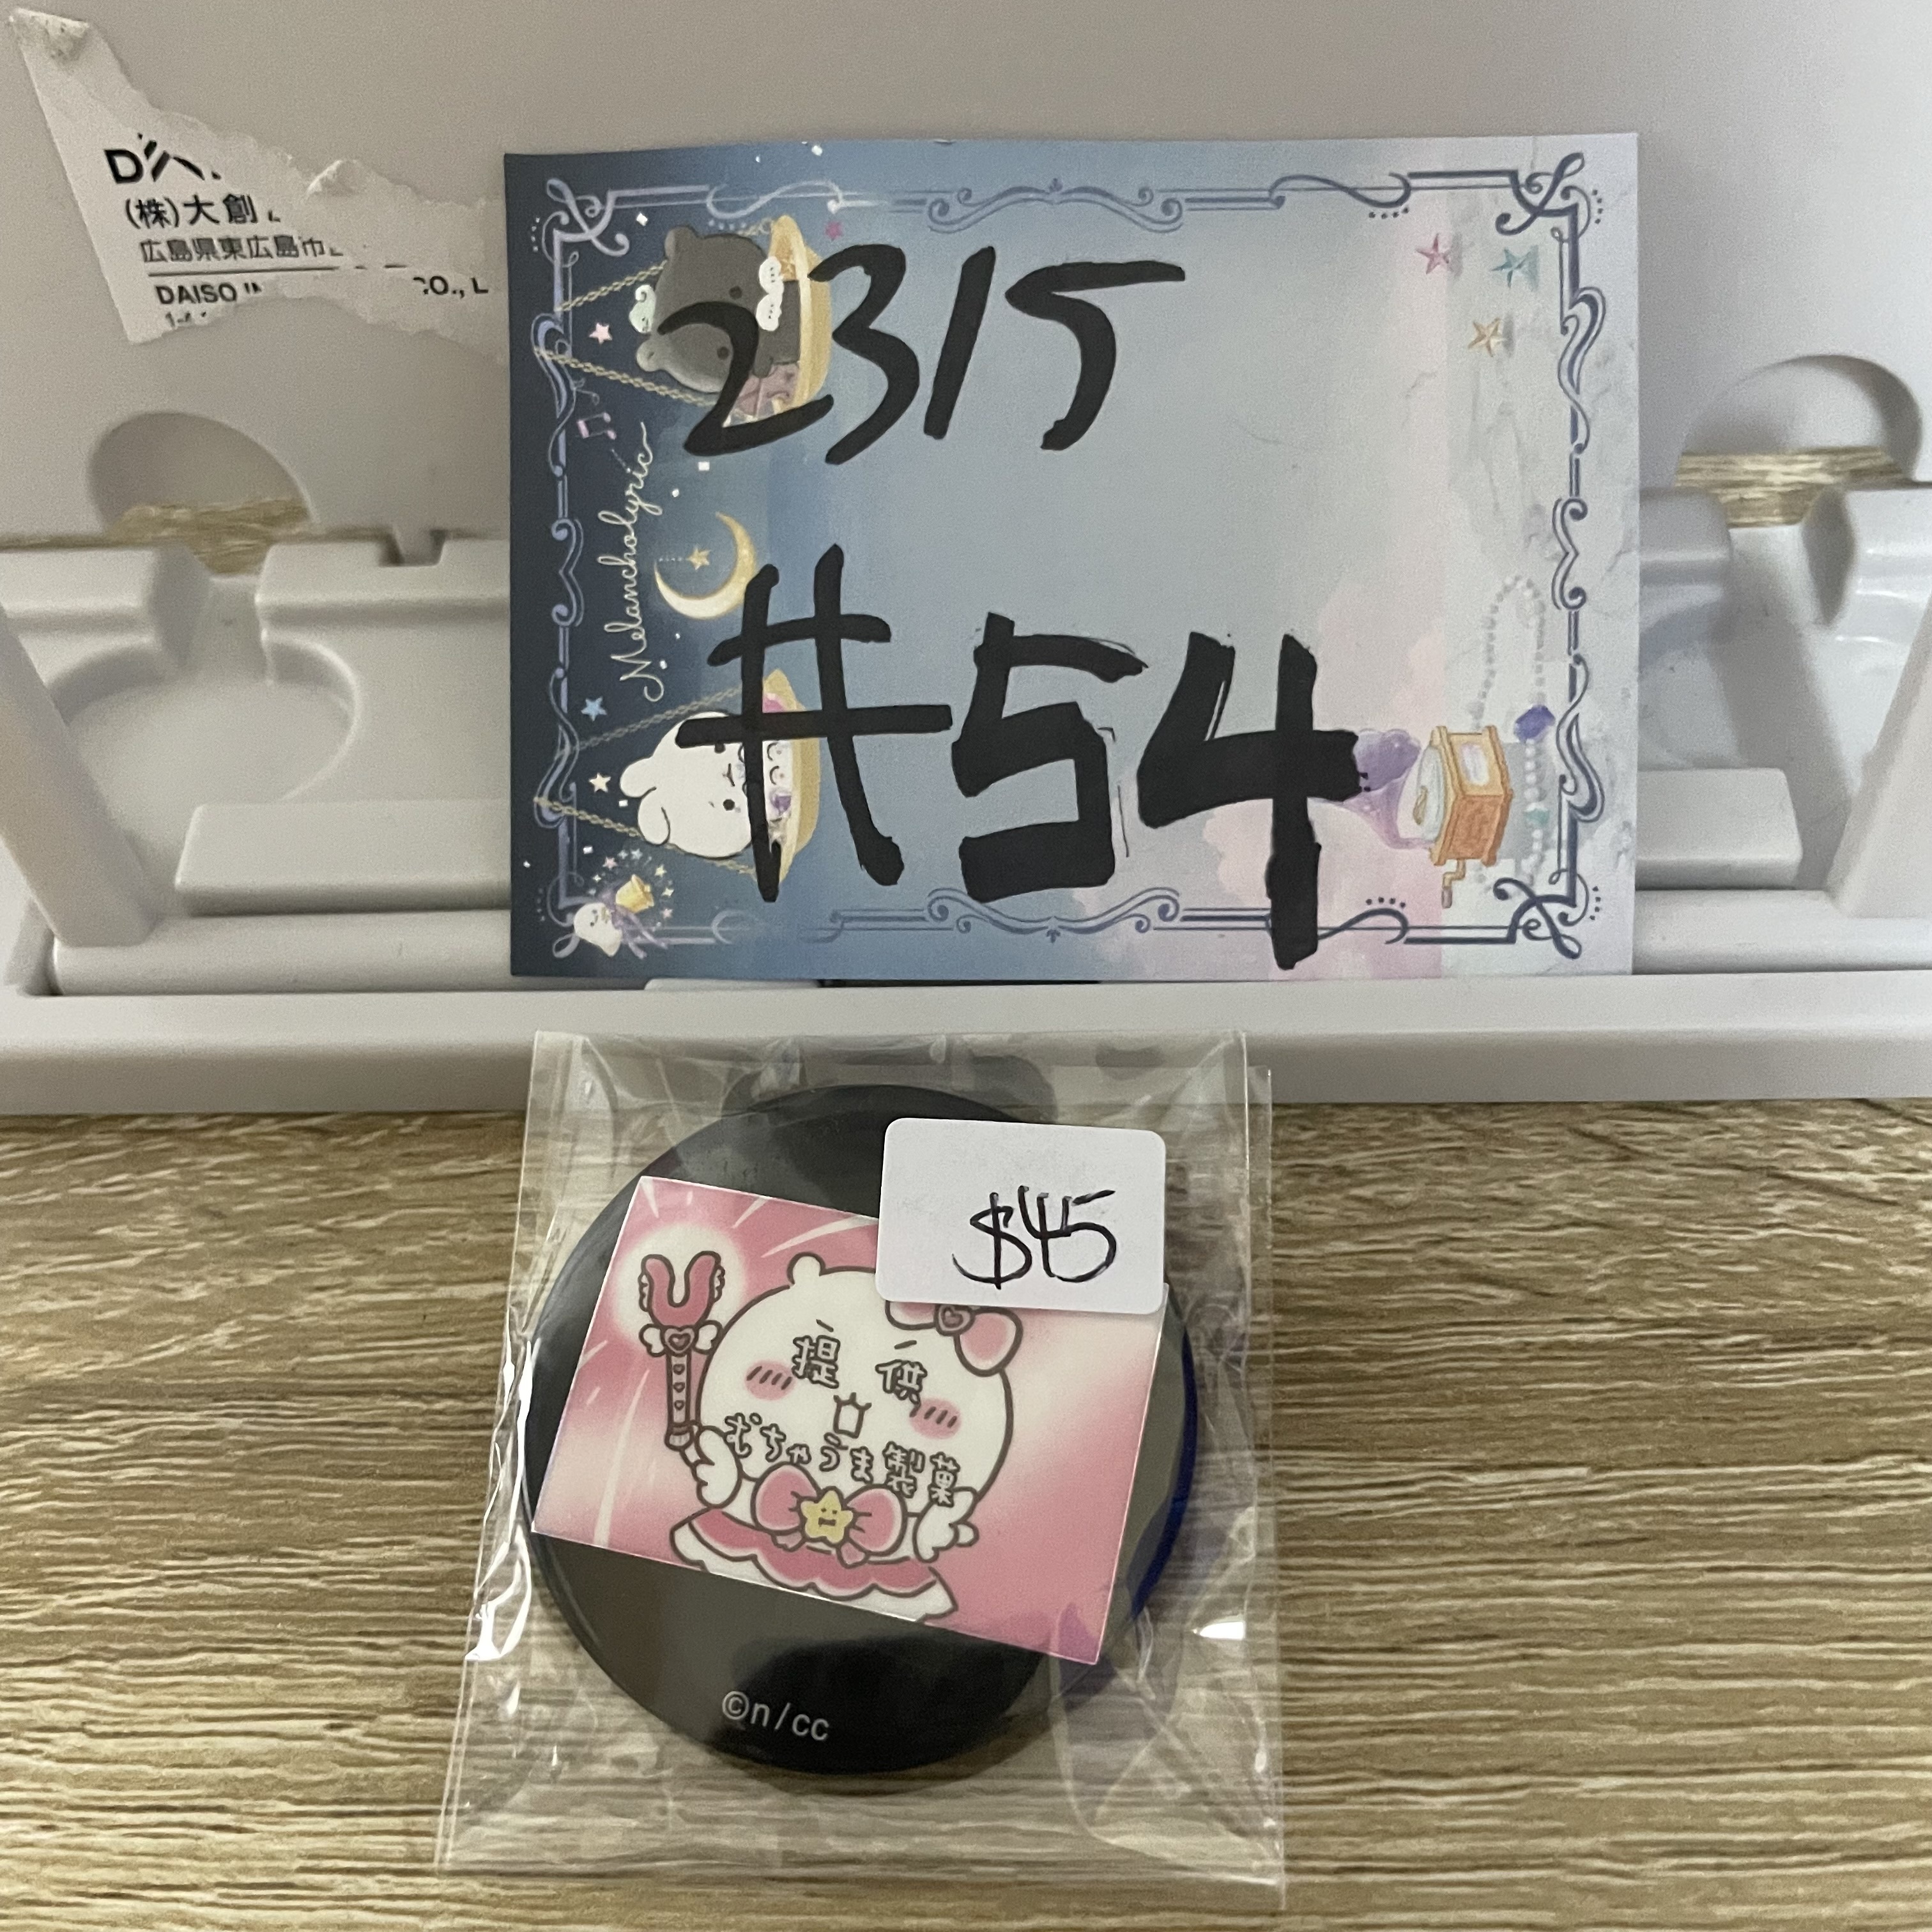 (株)大創
広島県東広島市
DAISO
CO., L
2315
Melancholyric
#54
$45
提供
むちゃうま製菓
©n/cc